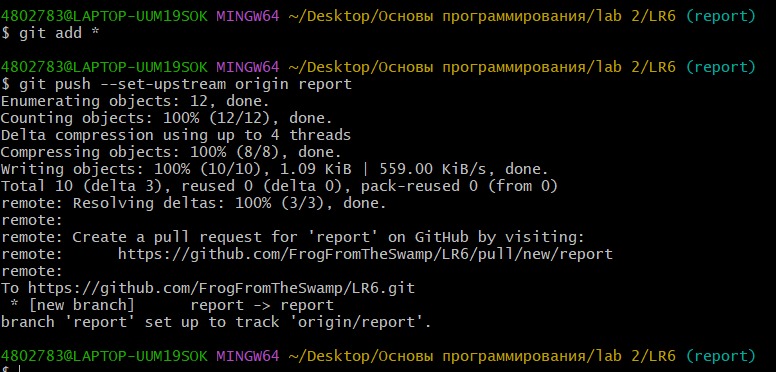 4802783@LAPTOP-UUM19SOK MINGW64 ~/Desktop/Основы программирования/lab 2/LR6 (report)
$ git add *
4802783@LAPTOP-UUM19SOK MINGW64 ~/Desktop/Основы программирования/lab 2/LR6 (report)
$ git push --set-upstream origin report
Enumerating objects: 12, done.
Counting objects: 100% (12/12), done.
Delta compression using up to 4 threads
Compressing objects: 100% (8/8), done.
Writing objects: 100% (10/10), 1.09 KiB | 559.00 KiB/s, done.
Total 10 (delta 3), reused 0 (delta 0), pack-reused 0 (from 0)
remote: Resolving deltas: 100% (3/3), done.
remote:
remote: Create a pull request for 'report' on GitHub by visiting:
remote:      https://github.com/FrogFromTheSwamp/LR6/pull/new/report
remote:
To https://github.com/FrogFromTheSwamp/LR6.git
 * [new branch]      report -> report
branch 'report' set up to track 'origin/report'.
4802783@LAPTOP-UUM19SOK MINGW64 ~/Desktop/Основы программирования/lab 2/LR6 (report)
$